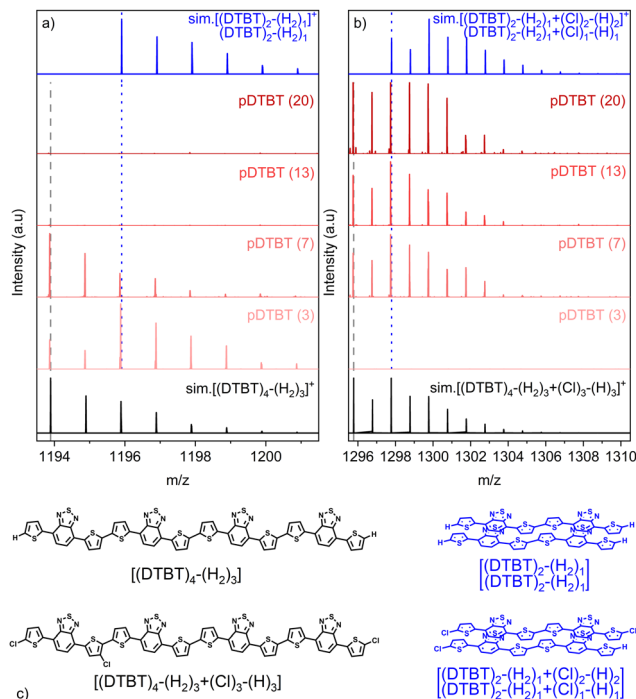 a)
sim.[(DTBT)₂-(H₂)₁]⁺
(DTBT)₂-(H₂)₁
pDTBT (20)
pDTBT (13)
pDTBT (7)
pDTBT (3)
sim.[(DTBT)₄-(H₂)₃]⁺
Intensity (a.u)
1194 1196 1198 1200
m/z
b)
sim.[(DTBT)₂-(H₂)₁+(Cl)₂-(H)₂]⁺
(DTBT)₂-(H₂)₁+(Cl)₁-(H)₁
pDTBT (20)
pDTBT (13)
pDTBT (7)
pDTBT (3)
sim.[(DTBT)₄-(H₂)₃+(Cl)₃-(H)₃]⁺
Intensity (a.u)
1296 1298 1300 1302 1304 1306 1308 1310
m/z
[(DTBT)₄-(H₂)₃]
[(DTBT)₂-(H₂)₁]
[(DTBT)₂-(H₂)₁]
c)
[(DTBT)₄-(H₂)₃+(Cl)₃-(H)₃]
[(DTBT)₂-(H₂)₁+(Cl)₂-(H)₂]
[(DTBT)₂-(H₂)₁+(Cl)₁-(H)₁]